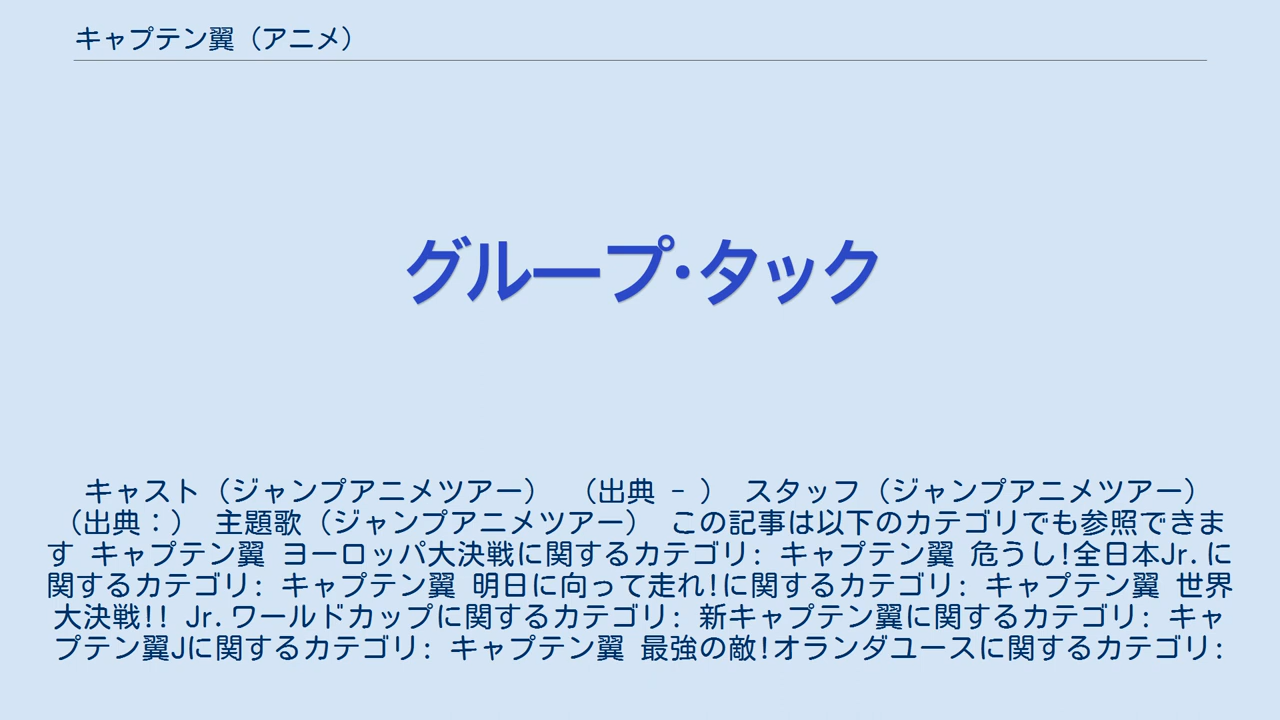 キャプテン翼（アニメ）
グループ・タック
キャスト（ジャンプアニメツアー） （出典 - ） スタッフ（ジャンプアニメツアー）
（出典：） 主題歌（ジャンプアニメツアー） この記事は以下のカテゴリでも参照できま
す キャプテン翼 ヨーロッパ大決戦に関するカテゴリ: キャプテン翼 危うし!全日本Jr.に
関するカテゴリ: キャプテン翼 明日に向って走れ!に関するカテゴリ: キャプテン翼 世界
大決戦!! Jr.ワールドカップに関するカテゴリ: 新キャプテン翼に関するカテゴリ: キャ
プテン翼Jに関するカテゴリ: キャプテン翼 最強の敵!オランダユースに関するカテゴリ: